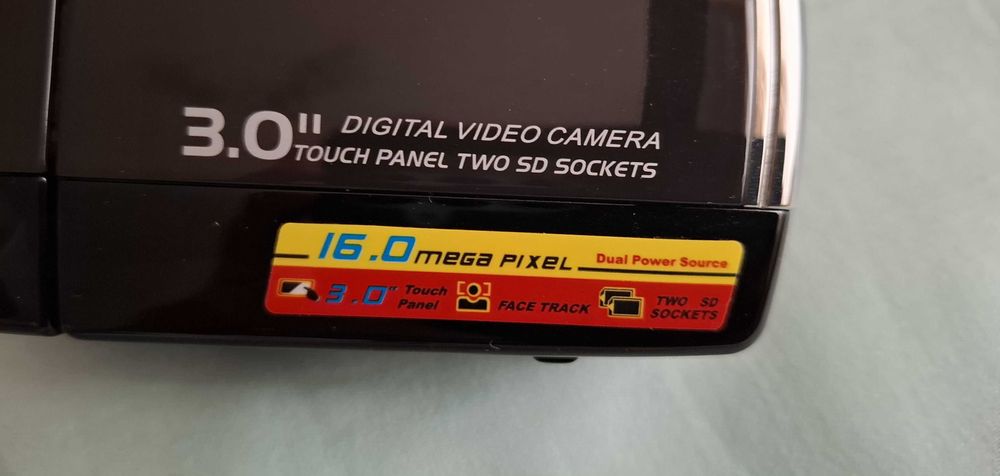 3.0" DIGITAL VIDEO CAMERA
TOUCH PANEL TWO SD SOCKETS
16.0 mega PIXEL Dual Power Source
3.0" Touch Panel FACE TRACK TWO SD SOCKETS